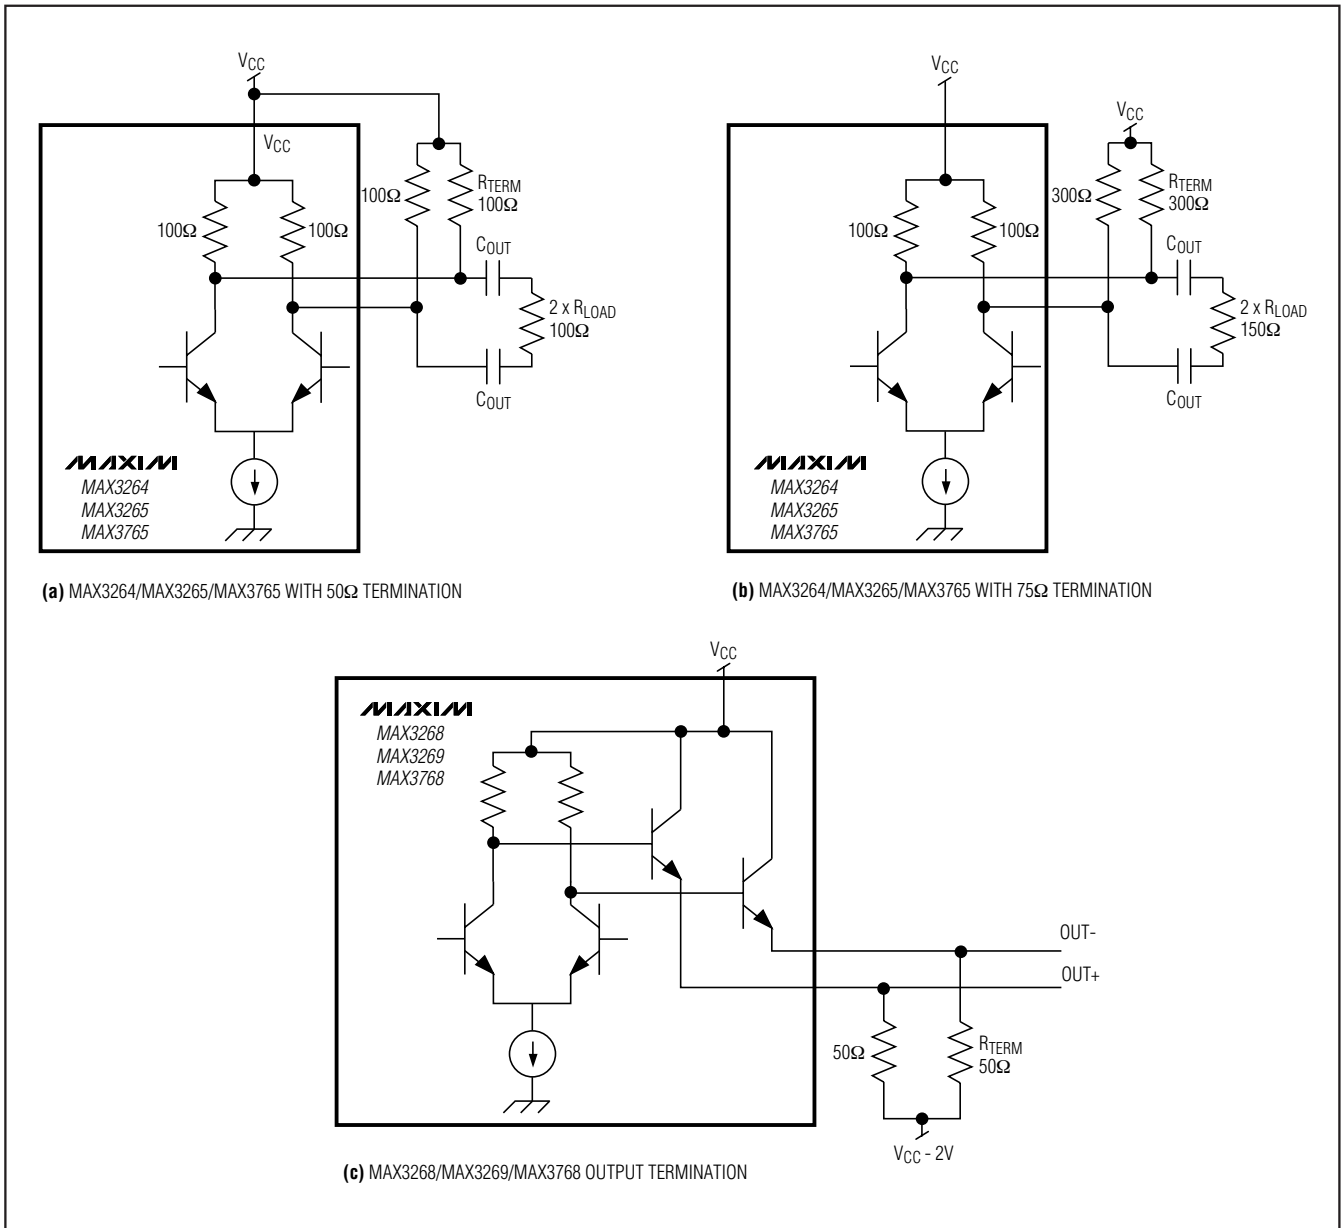 VCC
VCC
100Ω
RTERM
100Ω
100Ω
100Ω
COUT
2 x RLOAD
100Ω
COUT
MAXIM
MAX3264
MAX3265
MAX3765
(a) MAX3264/MAX3265/MAX3765 WITH 50Ω TERMINATION
VCC
VCC
300Ω
RTERM
300Ω
100Ω
100Ω
COUT
2 x RLOAD
150Ω
COUT
MAXIM
MAX3264
MAX3265
MAX3765
(b) MAX3264/MAX3265/MAX3765 WITH 75Ω TERMINATION
VCC
MAXIM
MAX3268
MAX3269
MAX3768
OUT-
OUT+
50Ω
RTERM
50Ω
VCC - 2V
(c) MAX3268/MAX3269/MAX3768 OUTPUT TERMINATION